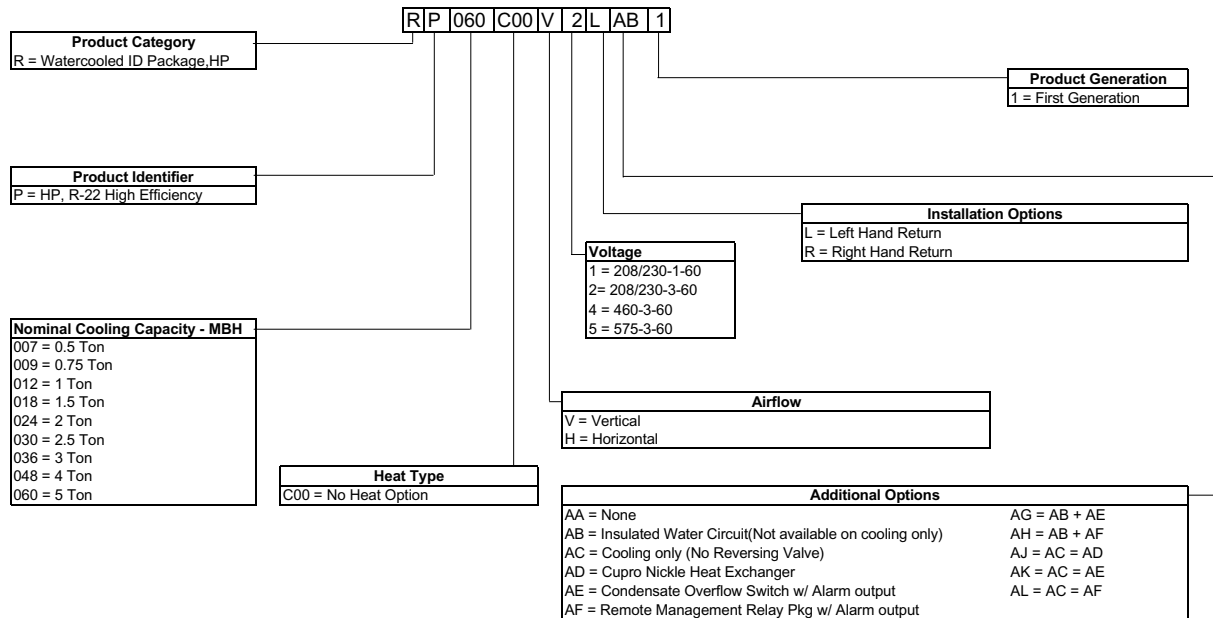 R P 060 C00 V 2 L AB 1
Product Category
R = Watercooled ID Package,HP
Product Generation
1 = First Generation
Product Identifier
P = HP, R-22 High Efficiency
Installation Options
L = Left Hand Return
R = Right Hand Return
Voltage
1 = 208/230-1-60
2= 208/230-3-60
4 = 460-3-60
5 = 575-3-60
Nominal Cooling Capacity - MBH
007 = 0.5 Ton
009 = 0.75 Ton
012 = 1 Ton
018 = 1.5 Ton
024 = 2 Ton
030 = 2.5 Ton
036 = 3 Ton
048 = 4 Ton
060 = 5 Ton
Airflow
V = Vertical
H = Horizontal
Heat Type
C00 = No Heat Option
Additional Options
AA = None
AB = Insulated Water Circuit(Not available on cooling only)
AC = Cooling only (No Reversing Valve)
AD = Cupro Nickle Heat Exchanger
AE = Condensate Overflow Switch w/ Alarm output
AF = Remote Management Relay Pkg w/ Alarm output
AG = AB + AE
AH = AB + AF
AJ = AC = AD
AK = AC = AE
AL = AC = AF